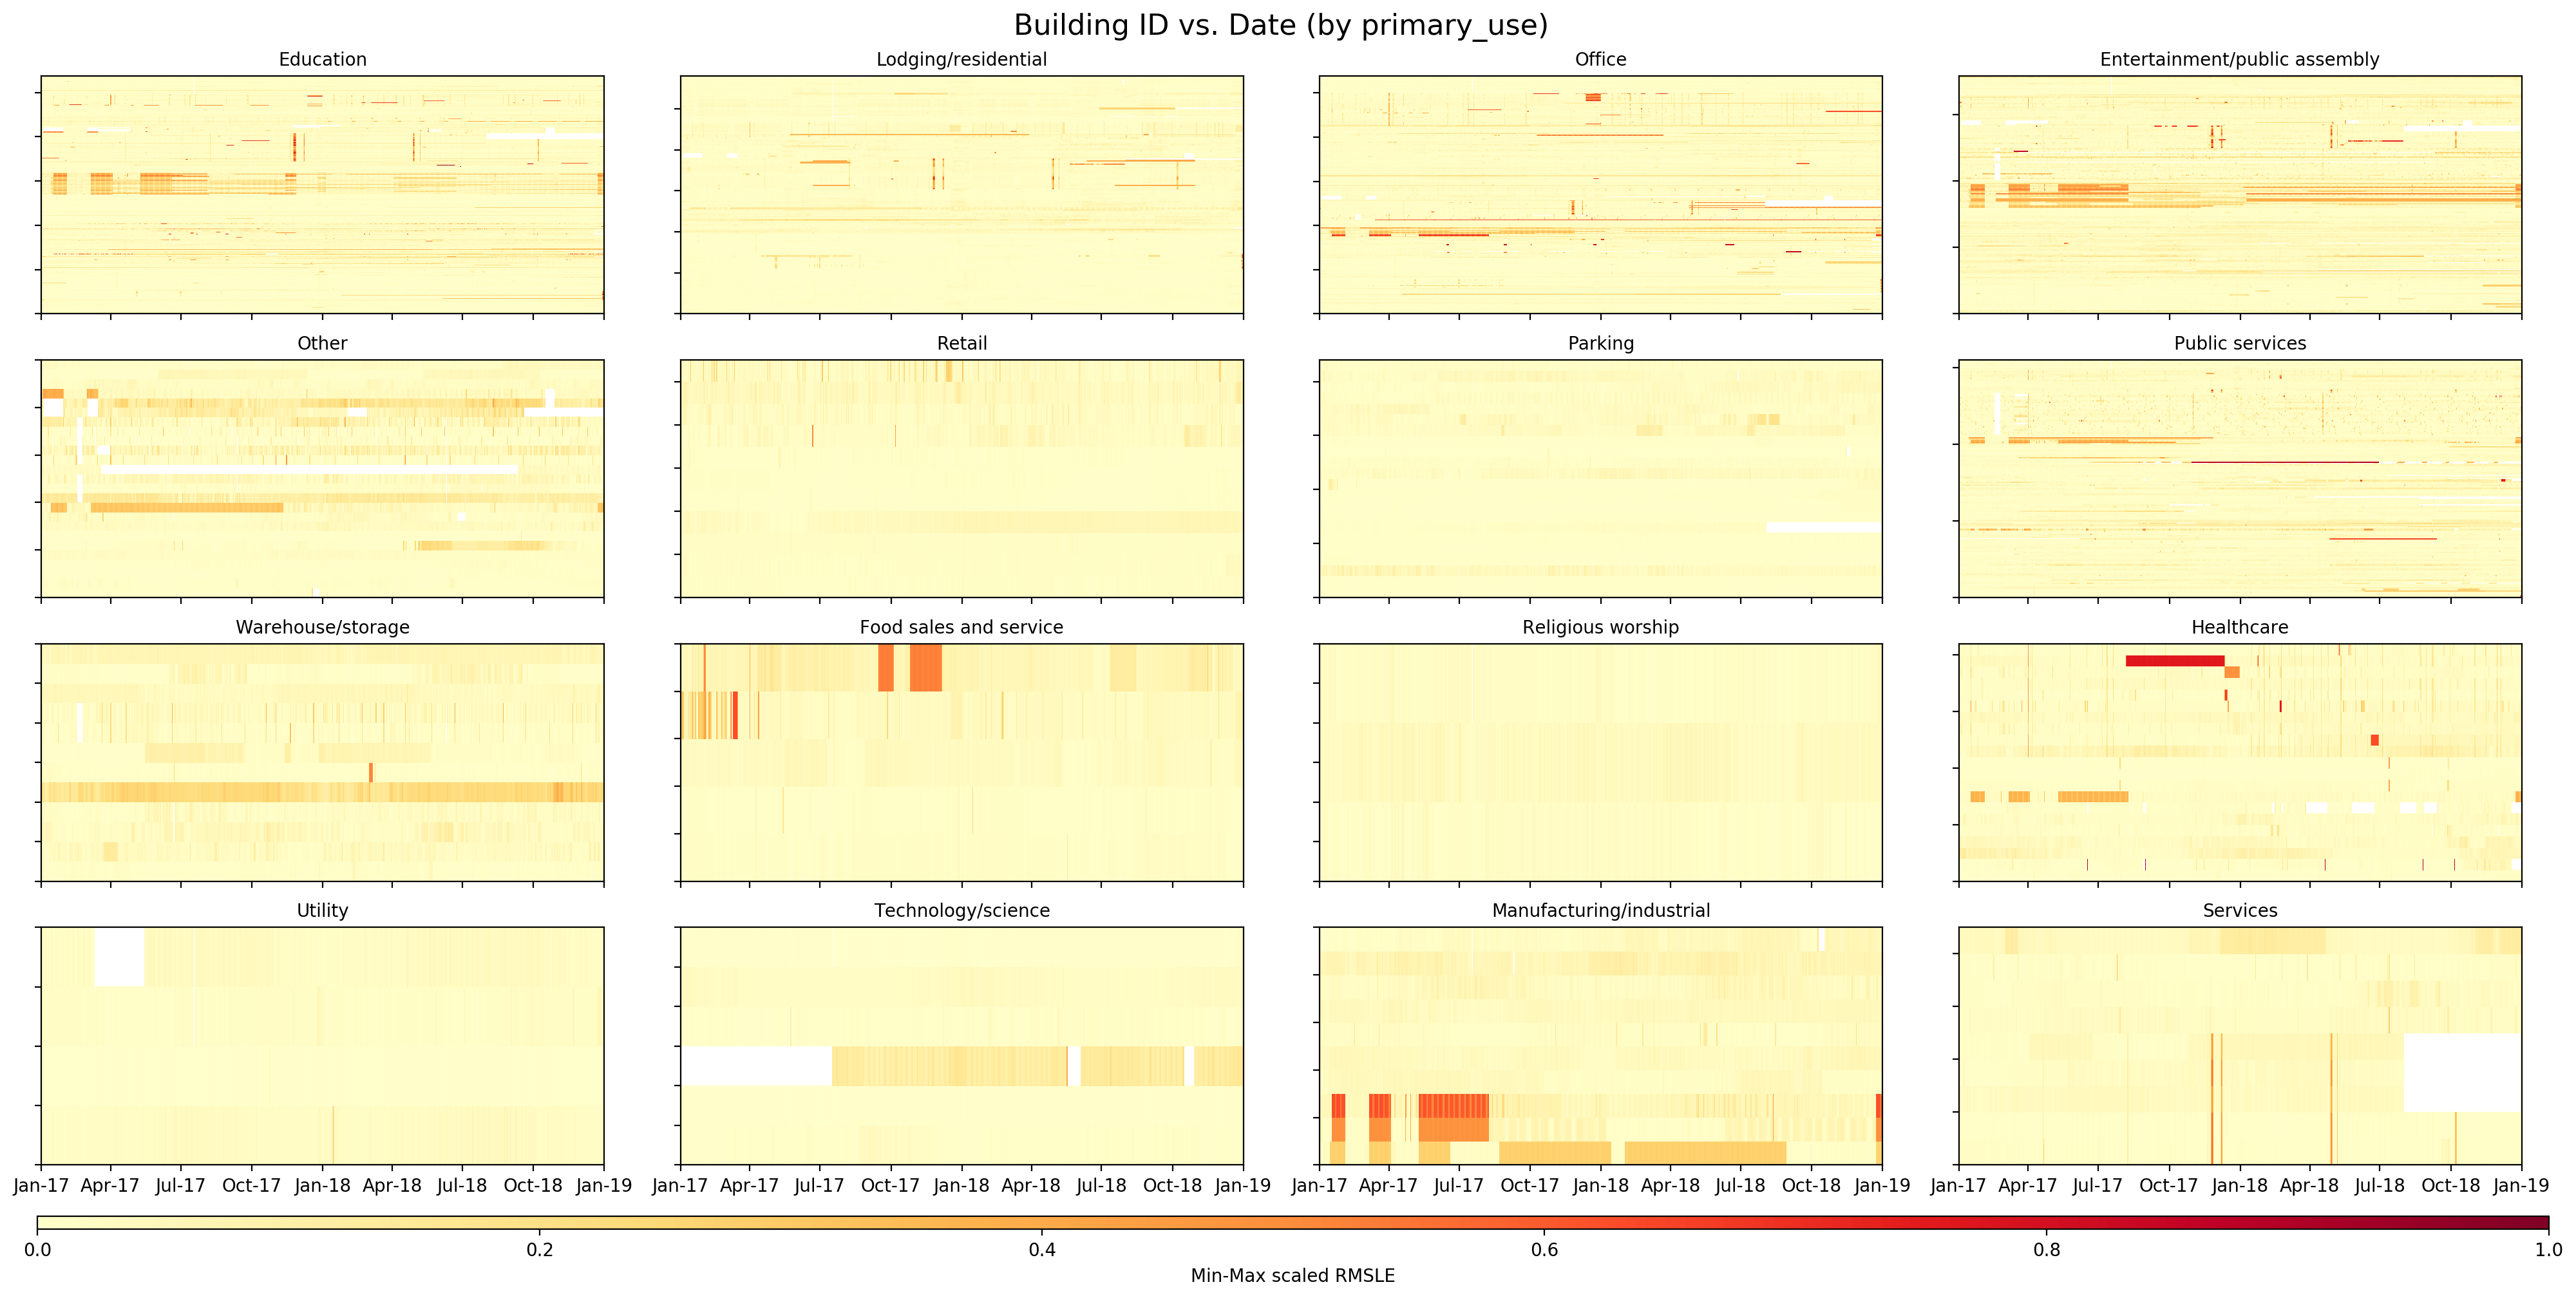 Building ID vs. Date (by primary_use)
Education
Lodging/residential
Office
Entertainment/public assembly
Other
Retail
Parking
Public services
Warehouse/storage
Food sales and service
Religious worship
Healthcare
Utility
Technology/science
Manufacturing/industrial
Services
Jan-17 Apr-17 Jul-17 Oct-17 Jan-18 Apr-18 Jul-18 Oct-18 Jan-19
Jan-17 Apr-17 Jul-17 Oct-17 Jan-18 Apr-18 Jul-18 Oct-18 Jan-19
Jan-17 Apr-17 Jul-17 Oct-17 Jan-18 Apr-18 Jul-18 Oct-18 Jan-19
Jan-17 Apr-17 Jul-17 Oct-17 Jan-18 Apr-18 Jul-18 Oct-18 Jan-19
0.0 0.2 0.4 0.6 0.8 1.0
Min-Max scaled RMSLE